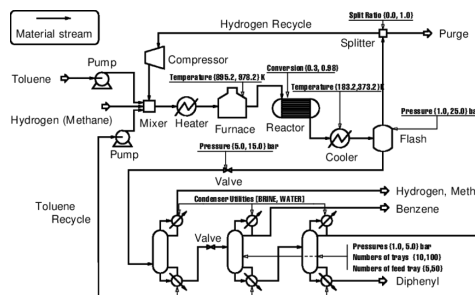 Split Ratio (0.0, 1.0)
Hydrogen Recycle
Purge
Splitter
Material stream
Compressor
Pump
Toluene
Temperature (895.2, 978.2) K
Conversion (0.3, 0.98)
Temperature (183.2,373.2) K
Hydrogen (Methane)
Mixer
Heater
Furnace
Reactor
Cooler
Flash
Pressure (1.0, 25.0) ba
Pump
Pressure (5.0, 15.0) bar
Valve
Toluene
Recycle
Condenser Utilities (BRINE, WATER)
Hydrogen, Meth
Benzene
Valve
Pressures (1.0, 5.0) bar
Numbers of trays (10,100)
Numbers of feed tray (5,50)
Diphenyl